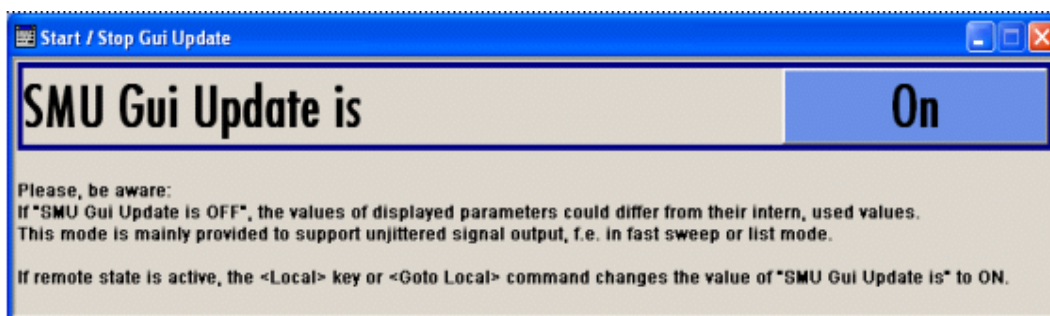 Start / Stop Gui Update
SMU Gui Update is On
Please, be aware:
If "SMU Gui Update is OFF", the values of displayed parameters could differ from their intern, used values.
This mode is mainly provided to support unjittered signal output, f.e. in fast sweep or list mode.
If remote state is active, the <Local> key or <Goto Local> command changes the value of "SMU Gui Update is" to ON.